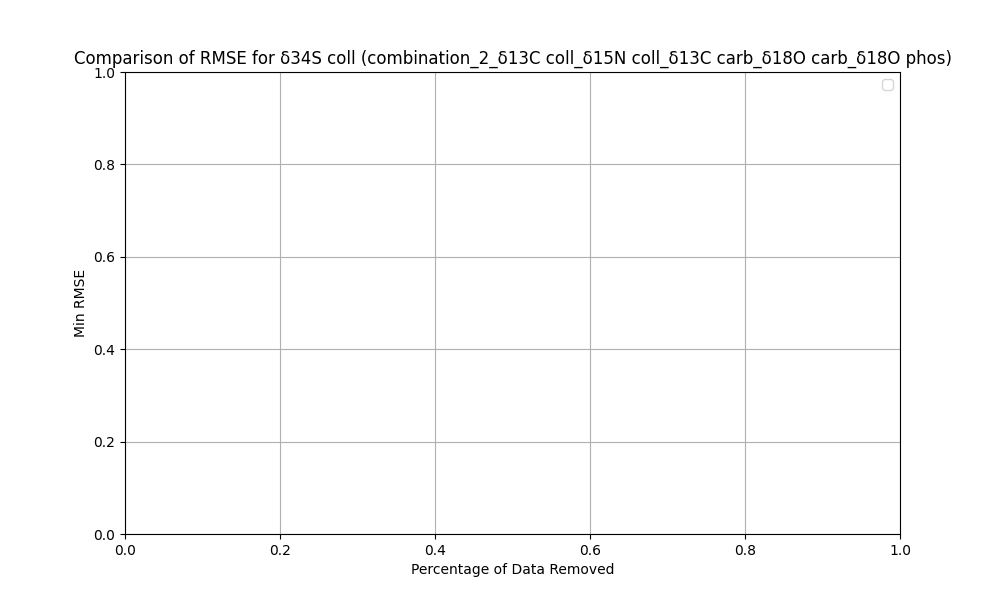 Comparison of RMSE for δ34S coll (combination_2_δ13C coll_δ15N coll_δ13C carb_δ18O carb_δ18O phos)
1.0
0.8
0.6
0.4
0.2
0.0
Min RMSE
0.0 0.2 0.4 0.6 0.8 1.0
Percentage of Data Removed